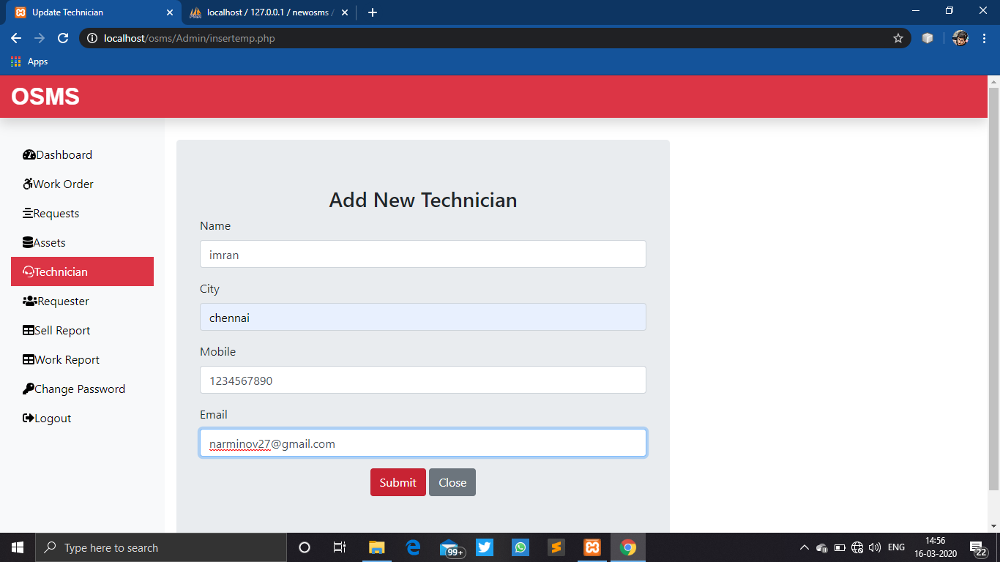 Update Technician
localhost / 127.0.0.1 / newosms /
localhost/osms/Admin/insertemp.php
Apps
OSMS
Dashboard
Work Order
Requests
Assets
Technician
Requester
Sell Report
Work Report
Change Password
Logout
Add New Technician
Name
imran
City
chennai
Mobile
1234567890
Email
narminov27@gmail.com
Submit Close
Type here to search
99+
ENG
14:56
16-03-2020
22